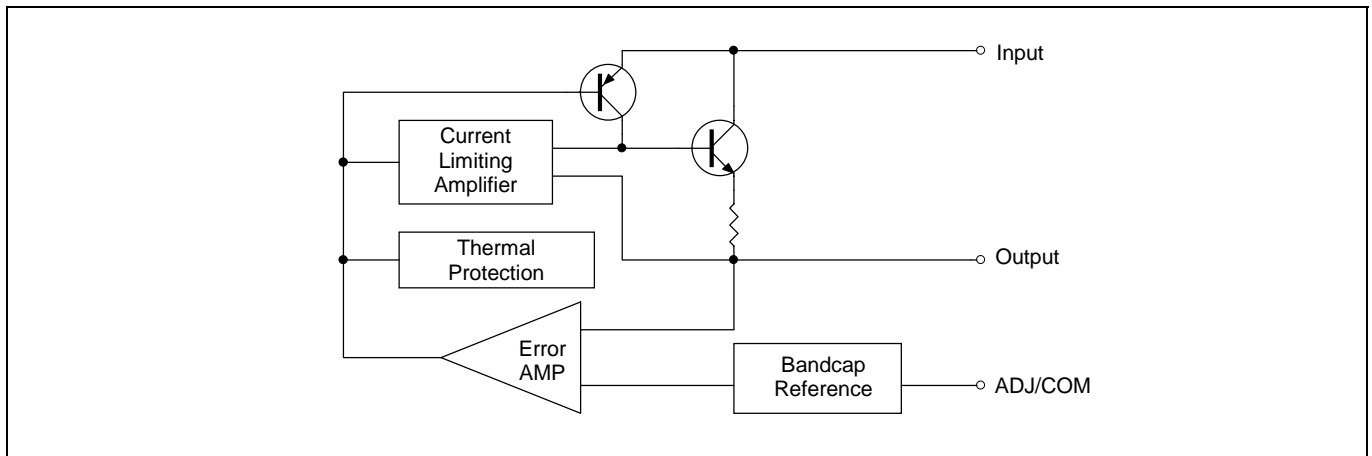 Input
Current
Limiting
Amplifier
Thermal
Protection
Output
Error
AMP
Bandcap
Reference
ADJ/COM